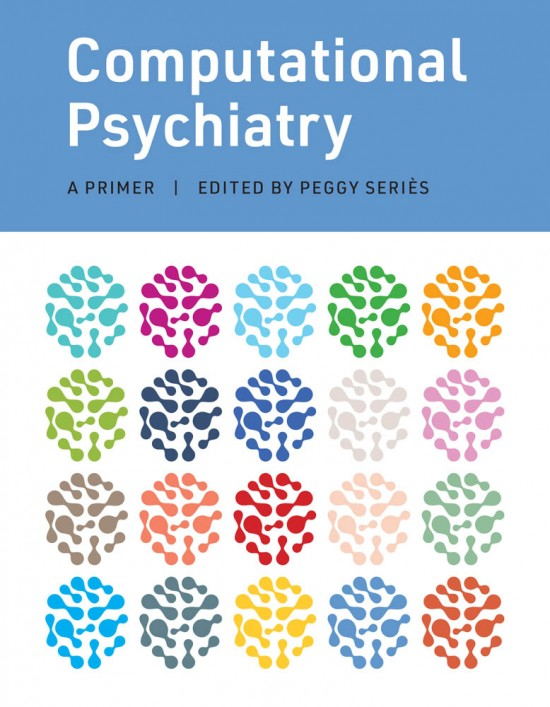 Computational
Psychiatry
A PRIMER | EDITED BY PEGGY SERIÈS